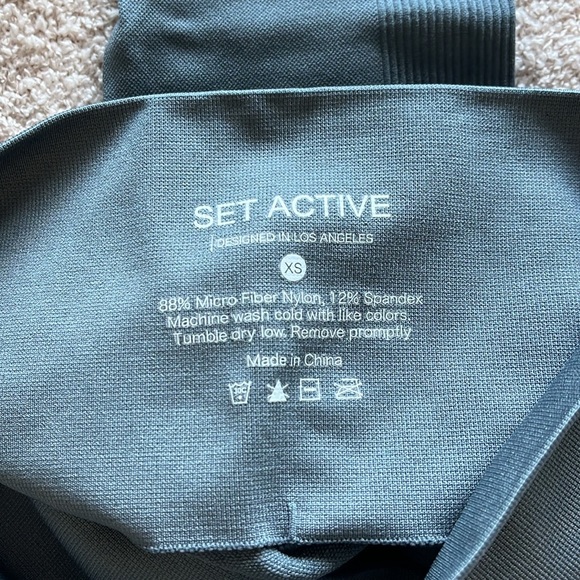 SET ACTIVE
DESIGNED IN LOS ANGELES
XS
88% Micro Fiber Nylon, 12% Spandex
Machine wash cold with like colors.
Tumble dry low. Remove promptly
Made in China